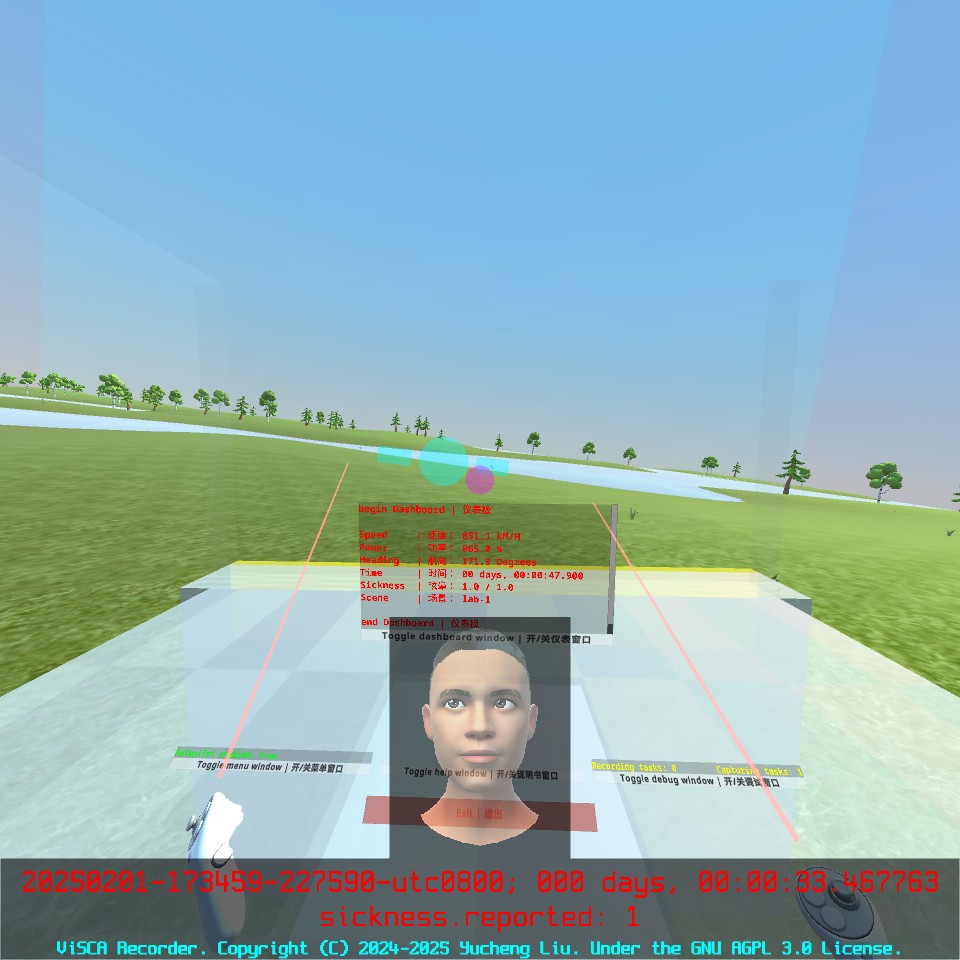 begin Dashboard | 仪表板
Speed | 速度： 851.1 kM/H
Power | 功率： 865.0 %
Heading | 航向： 171.9 Degrees
Time | 时间： 00 days, 00:00:47.900
Sickness | 眩晕： 1.0 / 1.0
Scene | 场景： lab-1
end Dashboard | 仪表板
Toggle dashboard window | 开/关仪表窗口
Toggle menu window | 开/关菜单窗口
Toggle help window | 开/关说明书窗口
Recording tasks: 0 Capturing tasks: 1
Toggle debug window | 开/关调试窗口
Exit | 退出
20250201-173459-227590-utc0800; 000 days, 00:00:33.467763
sickness.reported: 1
ViSCA Recorder. Copyright (C) 2024-2025 Yucheng Liu. Under the GNU AGPL 3.0 License.